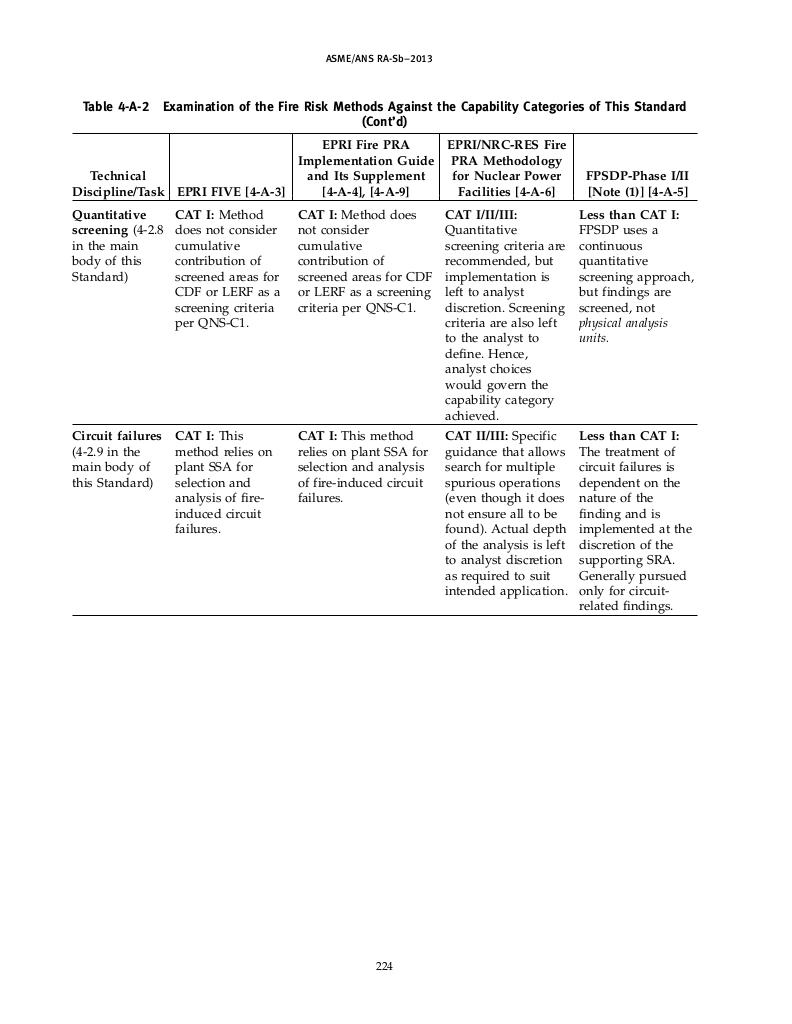 ASME/ANS RA-Sb–2013
Table 4-A-2 Examination of the Fire Risk Methods Against the Capability Categories of This Standard
(Cont'd)
Technical
Discipline/Task
EPRI FIVE [4-A-3]
EPRI Fire PRA
Implementation Guide
and Its Supplement
[4-A-4], [4-A-9]
EPRI/NRC-RES Fire
PRA Methodology
for Nuclear Power
Facilities [4-A-6]
FPSDP-Phase I/II
[Note (1)] [4-A-5]
Quantitative
screening (4-2.8
in the main
body of this
Standard)
CAT I: Method
does not consider
cumulative
contribution of
screened areas for
CDF or LERF as a
screening criteria
per QNS-C1.
CAT I: Method does
not consider
cumulative
contribution of
screened areas for CDF
or LERF as a screening
criteria per QNS-C1.
CAT I/II/III:
Quantitative
screening criteria are
recommended, but
implementation is
left to analyst
discretion. Screening
criteria are also left
to the analyst to
define. Hence,
analyst choices
would govern the
capability category
achieved.
Less than CAT I:
FPSDP uses a
continuous
quantitative
screening approach,
but findings are
screened, not
physical analysis
units.
Circuit failures
(4-2.9 in the
main body of
this Standard)
CAT I: This
method relies on
plant SSA for
selection and
analysis of fire-
induced circuit
failures.
CAT I: This method
relies on plant SSA for
selection and analysis
of fire-induced circuit
failures.
CAT II/III: Specific
guidance that allows
search for multiple
spurious operations
(even though it does
not ensure all to be
found). Actual depth
of the analysis is left
to analyst discretion
as required to suit
intended application.
Less than CAT I:
The treatment of
circuit failures is
dependent on the
nature of the
finding and is
implemented at the
discretion of the
supporting SRA.
Generally pursued
only for circuit-
related findings.
224